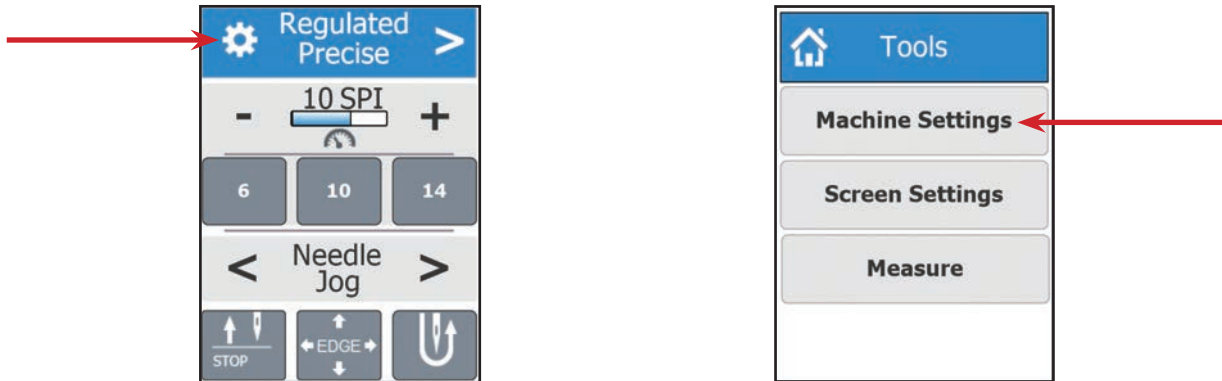 Regulated
Precise
>
- 10 SPI +
6 10 14
< Needle >
Jog
STOP
EDGE
Tools
Machine Settings
Screen Settings
Measure